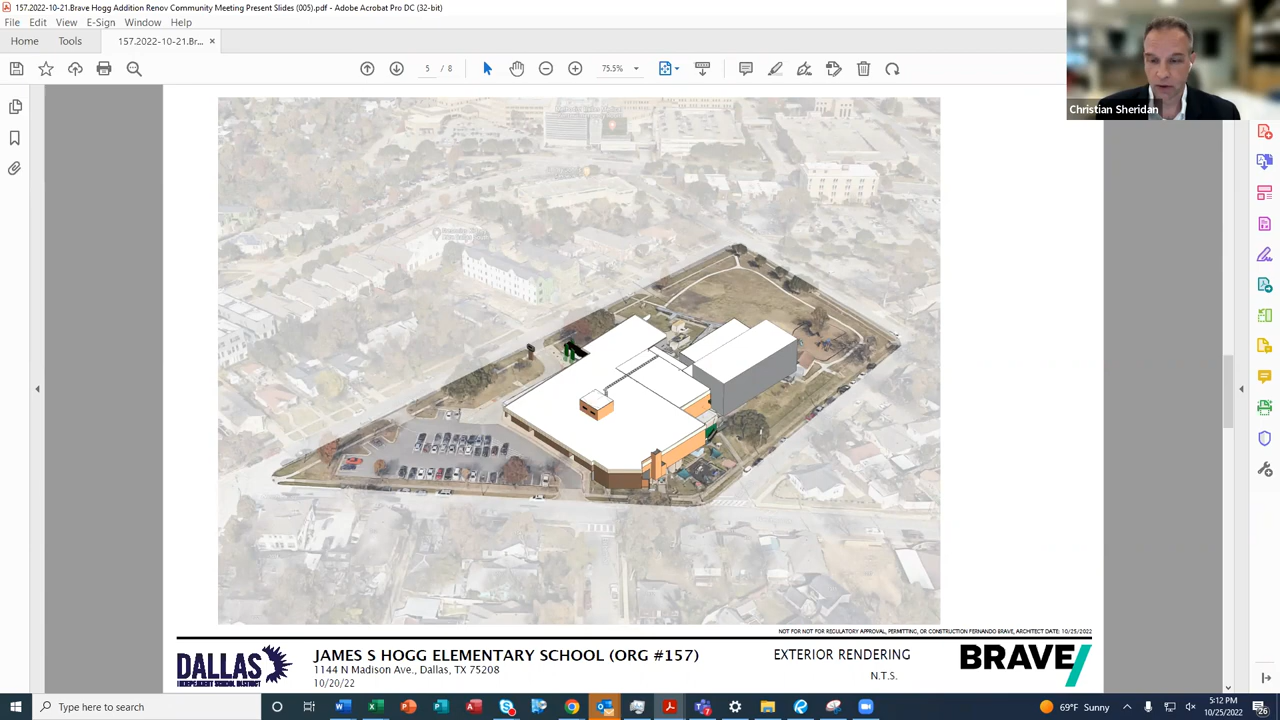 157.2022-10-21.Brave Hogg Addition Renov Community Meeting Present Slides (005).pdf - Adobe Acrobat Pro DC (32-bit)
File Edit View E-Sign Window Help
Home Tools 157.2022-10-21.Br... ×
5 / 8 75.5%
Christian Sheridan
NOT FOR NOT FOR REGULATORY APPROVAL, PERMITTING, OR CONSTRUCTION FERNANDO BRAVE, ARCHITECT DATE: 10/25/2022
DALLAS
INDEPENDENT SCHOOL DISTRICT
JAMES S HOGG ELEMENTARY SCHOOL (ORG #157)
1144 N Madison Ave., Dallas, TX 75208
10/20/22
EXTERIOR RENDERING
N.T.S.
BRAVE/
Type here to search
69°F Sunny
5:12 PM
10/25/2022
26